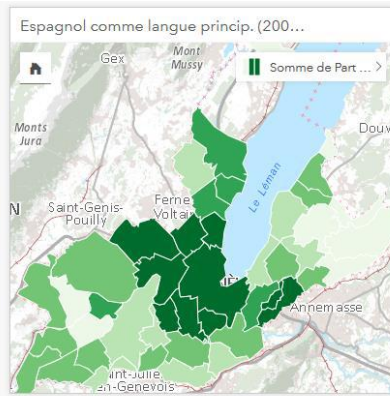 Espagnol comme langue princip. (200...
Mont
Mussy
Gex
Somme de Part ...
Monts
Jura
Douv
Ferne
Voltai
Saint-Genis-
Pouilly
Le Léman
N
Annemasse
int-Julie
en-Genevois